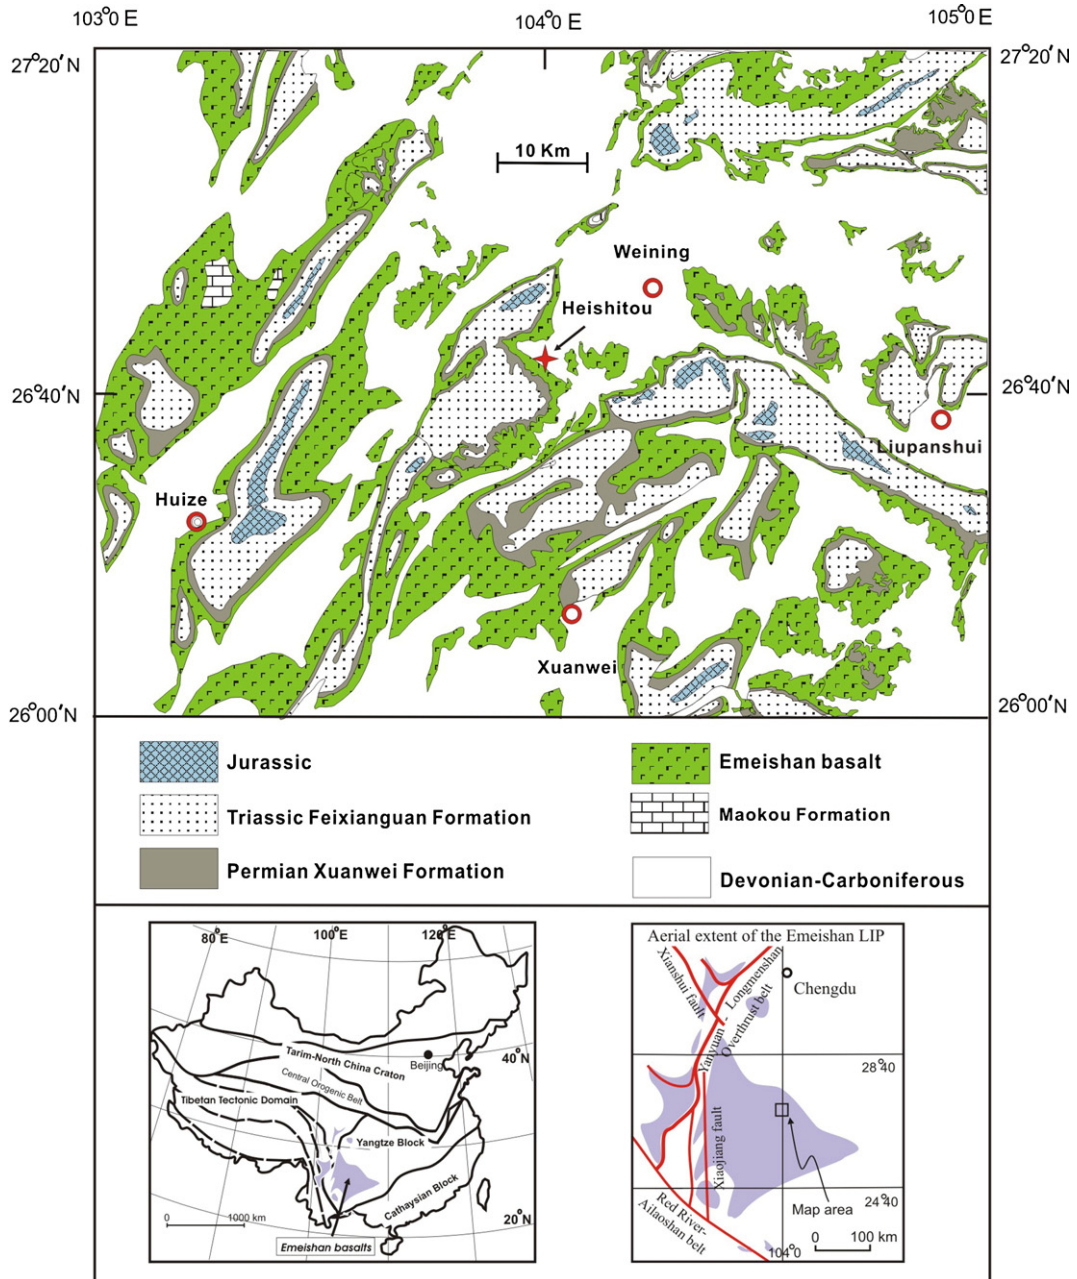 103°0 E
104°0 E
105°0 E
27°20′N
27°20′N
10 Km
Weining
Heishitou
26°40′N
26°40′N
Liupanshui
Huize
Xuanwei
26°00′N
26°00′N
Jurassic
Emeishan basalt
Triassic Feixianguan Formation
Maokou Formation
Permian Xuanwei Formation
Devonian-Carboniferous
80°E
100°E
120°E
Tarim-North China Craton
Beijing
40°N
Central Orogenic Belt
Tibetan Tectonic Domain
Yangtze Block
Cathaysian Block
20°N
0 1000 km
Emeishan basalts
Aerial extent of the Emeishan LIP
Xianshui fault
Yanyuan - Longmenshan
Overthrust belt
Chengdu
28°40
Xiaojiang fault
24°40
Map area
Red River-
Ailaoshan belt
104°0
0 100 km